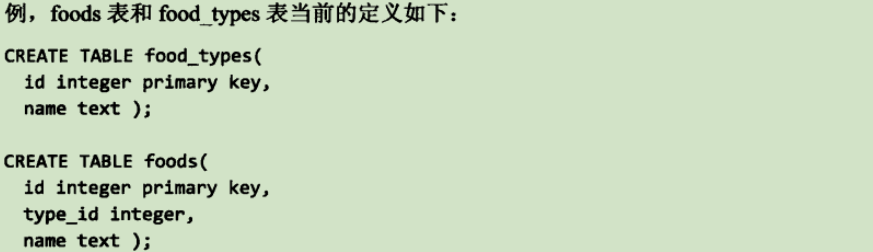 例，foods 表和 food_types 表当前的定义如下：
CREATE TABLE food_types(
  id integer primary key,
  name text );
CREATE TABLE foods(
  id integer primary key,
  type_id integer,
  name text );